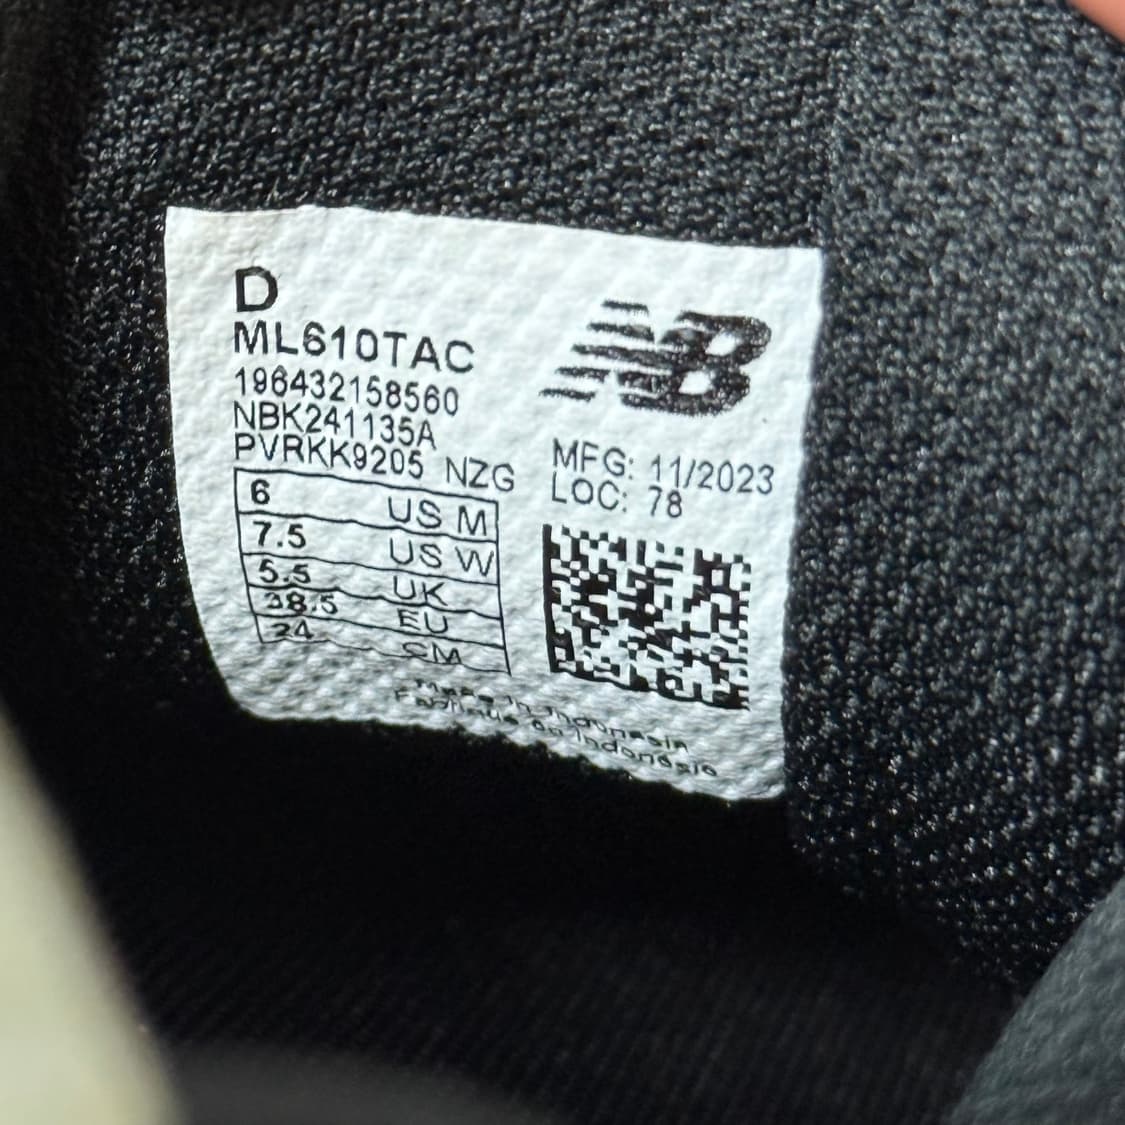 D
ML610TAC
196432158560
NBK241135A
PVRKK9205 NZG
6 US M
7.5 US W
5.5 UK
38.5 EU
24 CM
NB
MFG: 11/2023
LOC: 78
Made in Indonesia
Fabriqué en Indonésie